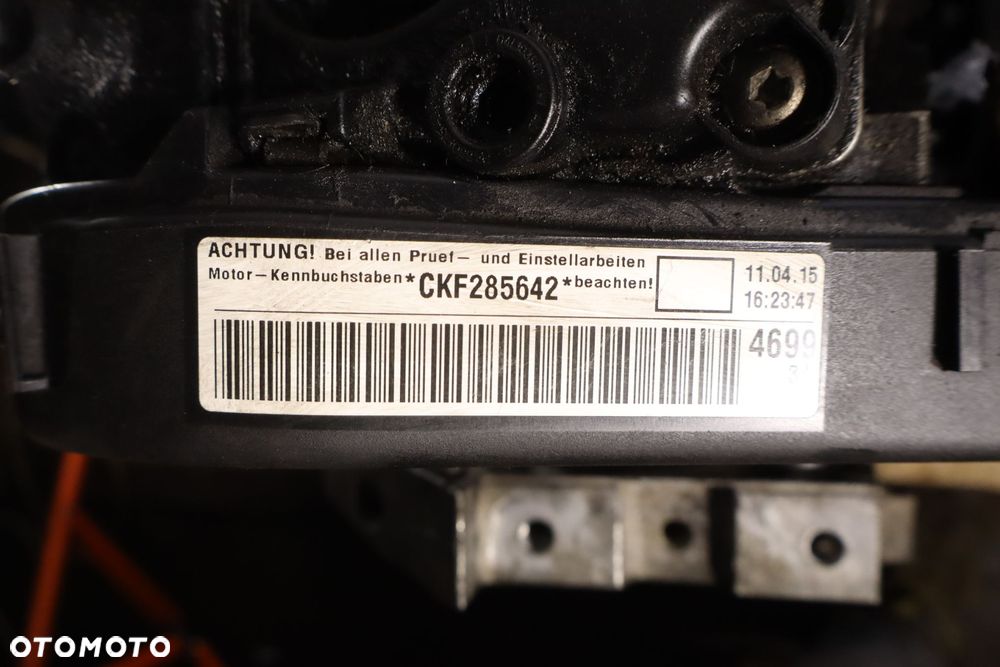 ACHTUNG! Bei allen Pruef- und Einstellarbeiten
Motor-Kennbuchstaben *CKF285642* beachten!
11.04.15
16:23:47
4699
OTOMOTO